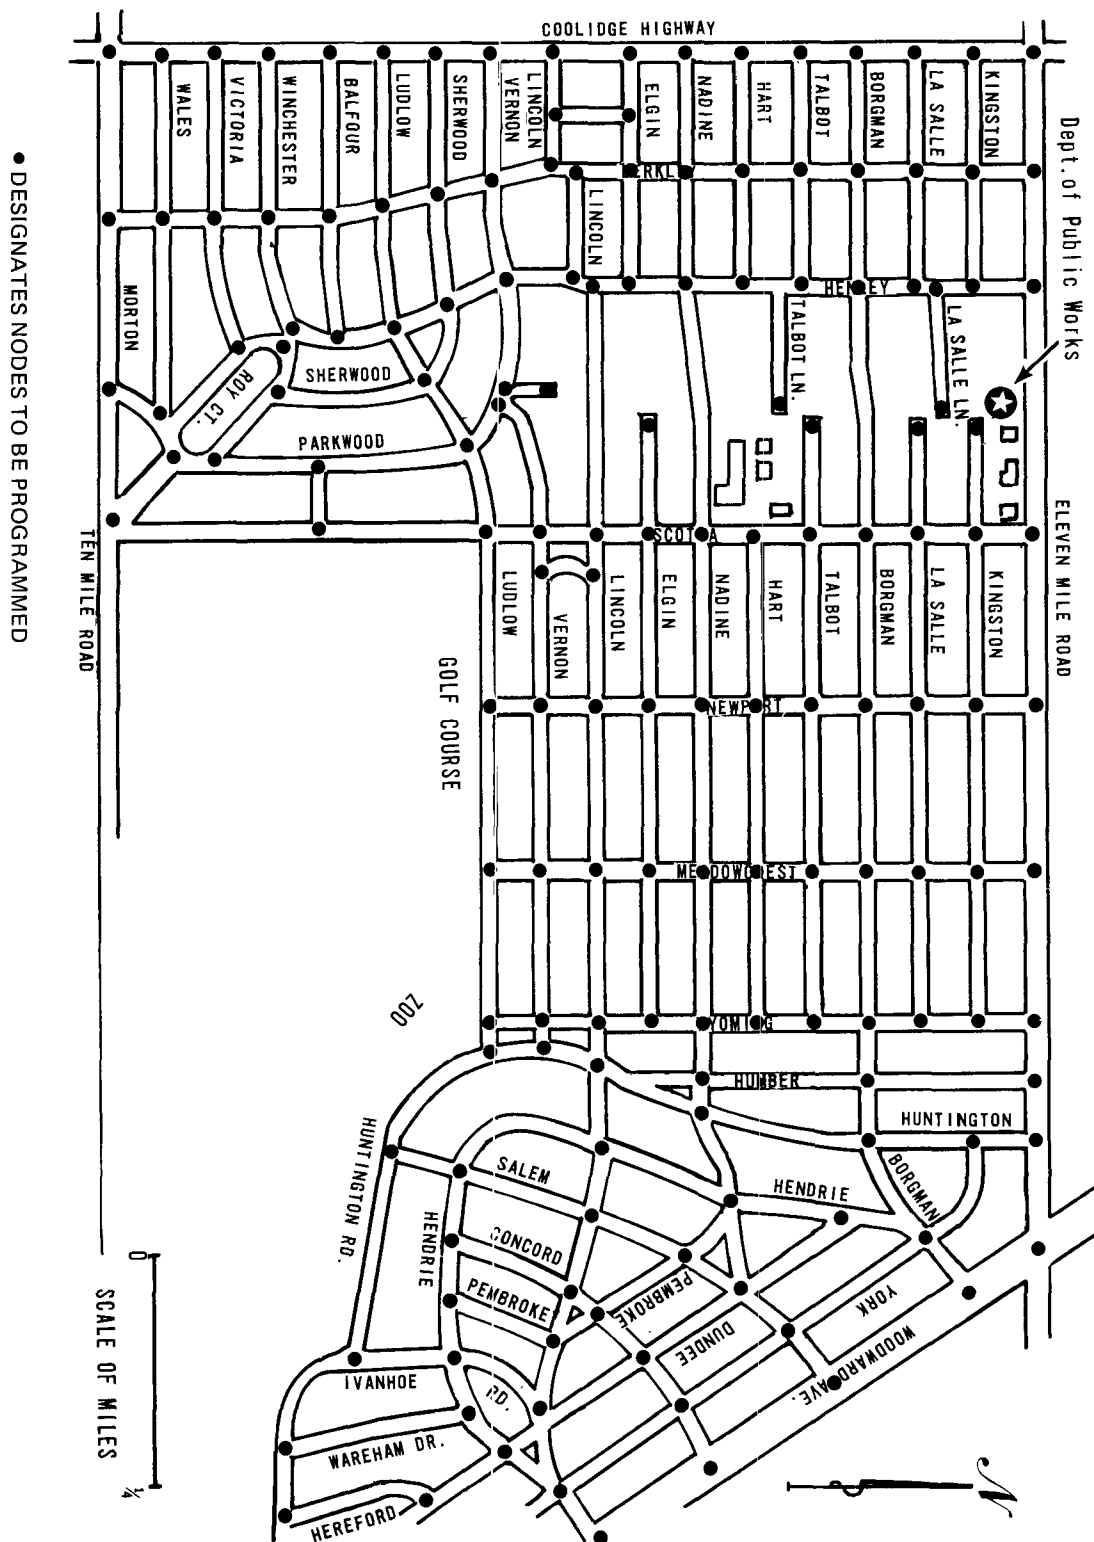 COOLIDGE HIGHWAY
WALES
VICTORIA
WINCHESTER
BALFOUR
LUDLOW
SHERWOOD
VERNON
LINCOLN
ELGIN
NADINE
HART
TALBOT
BORGMAN
LA SALLE
KINGSTON
Dept. of Public Works
LINCOLN
HENLEY
MORTON
ROY CT.
SHERWOOD
PARKWOOD
TALBOT LN.
LA SALLE LN.
● DESIGNATES NODES TO BE PROGRAMMED
TEN MILE ROAD
ELEVEN MILE ROAD
SCOTIA
LUDLOW
VERNON
LINCOLN
ELGIN
NADINE
HART
TALBOT
BORGMAN
LA SALLE
KINGSTON
GOLF COURSE
NEWPORT
MEADOWCREST
ZOO
YOMING
HUMBER
HUNTINGTON
HUNTINGTON RD.
SALEM
HENDRIE
BORGMAN
HENDRIE
CONCORD
PEMBROKE
PEMBROKE
DUNDEE
YORK
WOODWARD AVE.
IVANHOE
RD.
WAREHAM DR.
HEREFORD
0
1/4
SCALE OF MILES
N